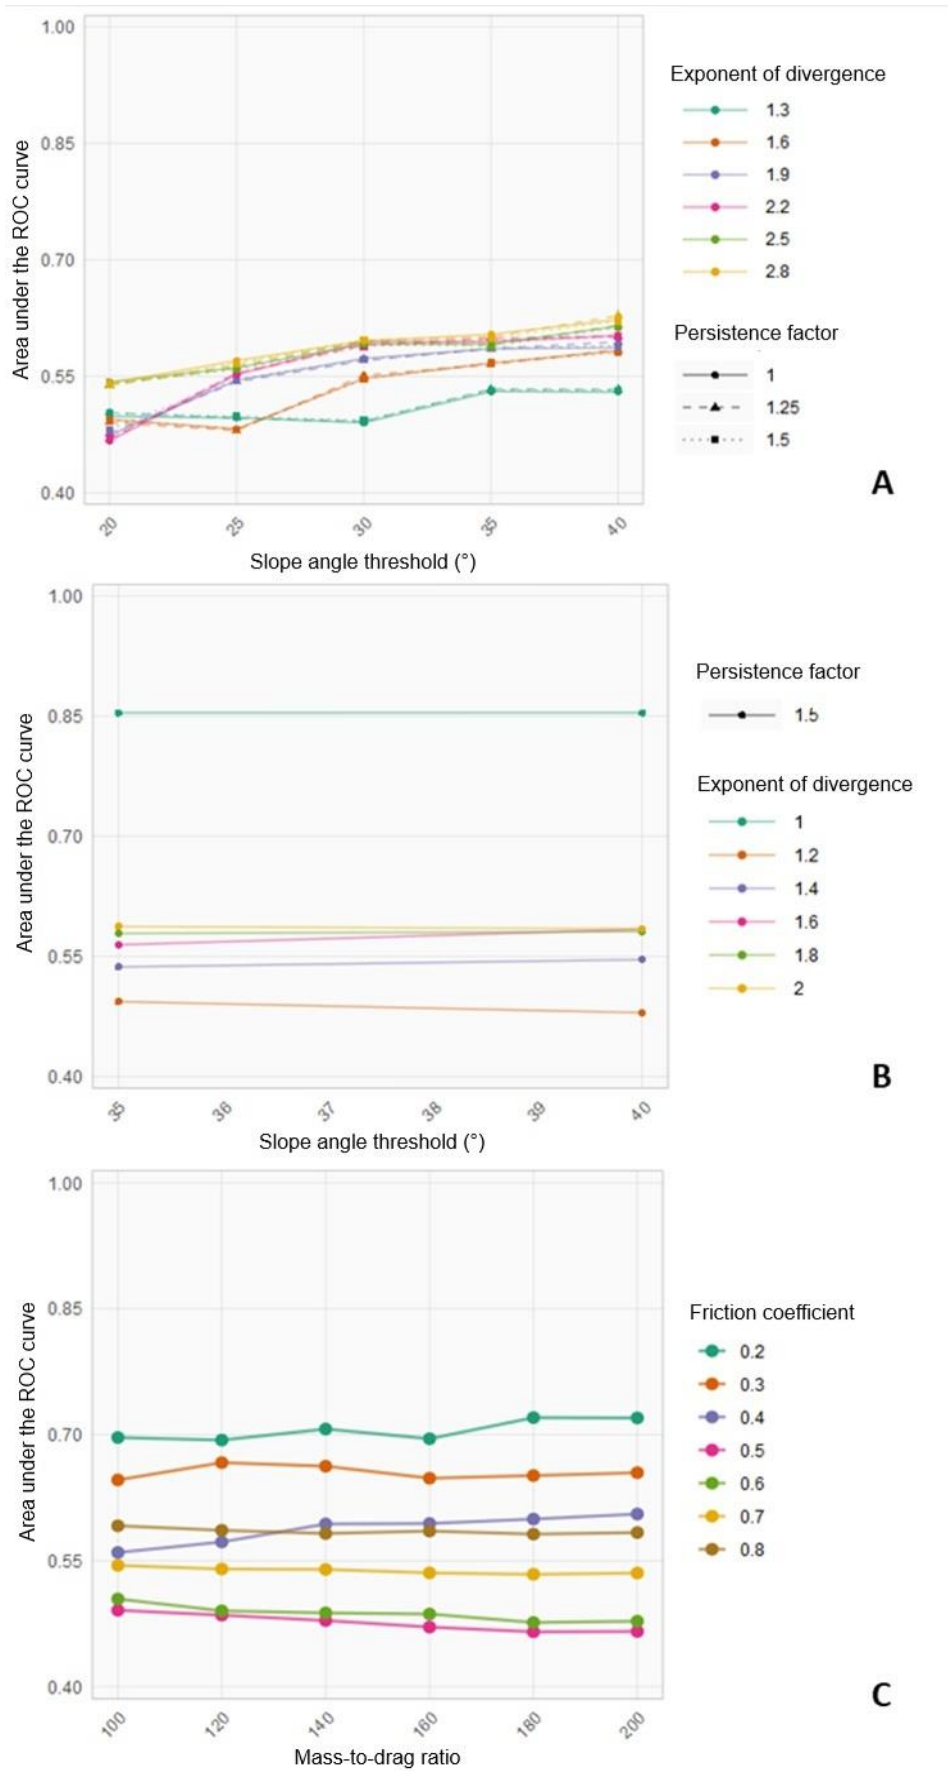 1.00
0.85
0.70
0.55
0.40
Area under the ROC curve
20 25 30 35 40
Slope angle threshold (°)
Exponent of divergence
1.3
1.6
1.9
2.2
2.5
2.8
Persistence factor
1
1.25
1.5
A
1.00
0.85
0.70
0.55
0.40
Area under the ROC curve
35 36 37 38 39 40
Slope angle threshold (°)
Persistence factor
1.5
Exponent of divergence
1
1.2
1.4
1.6
1.8
2
B
1.00
0.85
0.70
0.55
0.40
Area under the ROC curve
100 120 140 160 180 200
Mass-to-drag ratio
Friction coefficient
0.2
0.3
0.4
0.5
0.6
0.7
0.8
C